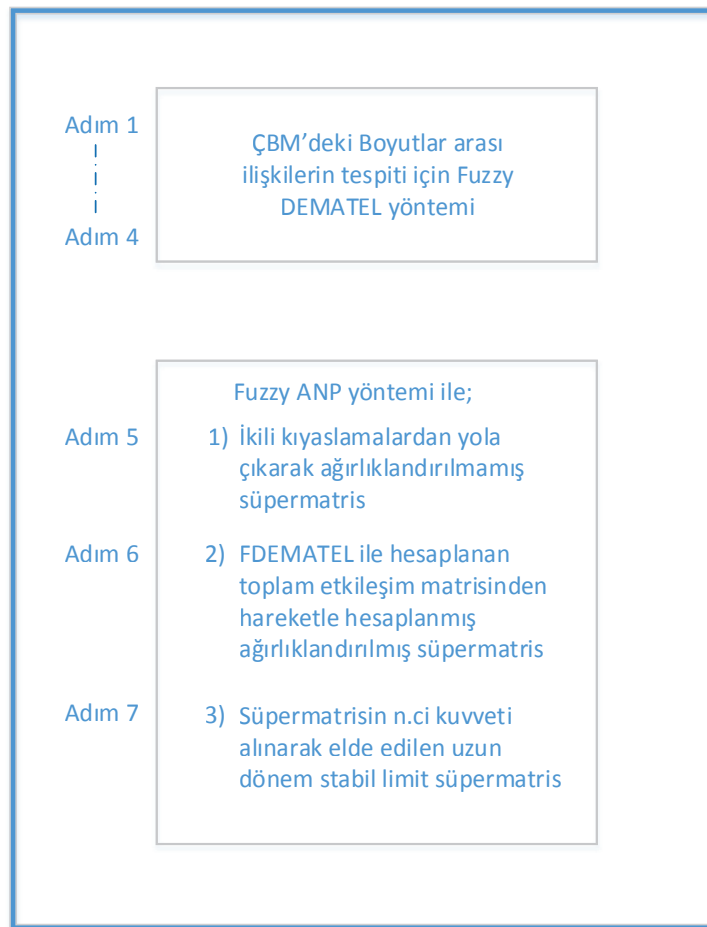 Adım 1
ÇBM’deki Boyutlar arası
ilişkilerin tespiti için Fuzzy
DEMATEL yöntemi
Adım 4
Fuzzy ANP yöntemi ile;
Adım 5
1) İkili kıyaslamalardan yola
çıkarak ağırlıklandırılmamış
süpermatris
Adım 6
2) FDEMATEL ile hesaplanan
toplam etkileşim matrisinden
hareketle hesaplanmış
ağırlıklandırılmış süpermatris
Adım 7
3) Süpermatrisin n.ci kuvveti
alınarak elde edilen uzun
dönem stabil limit süpermatris